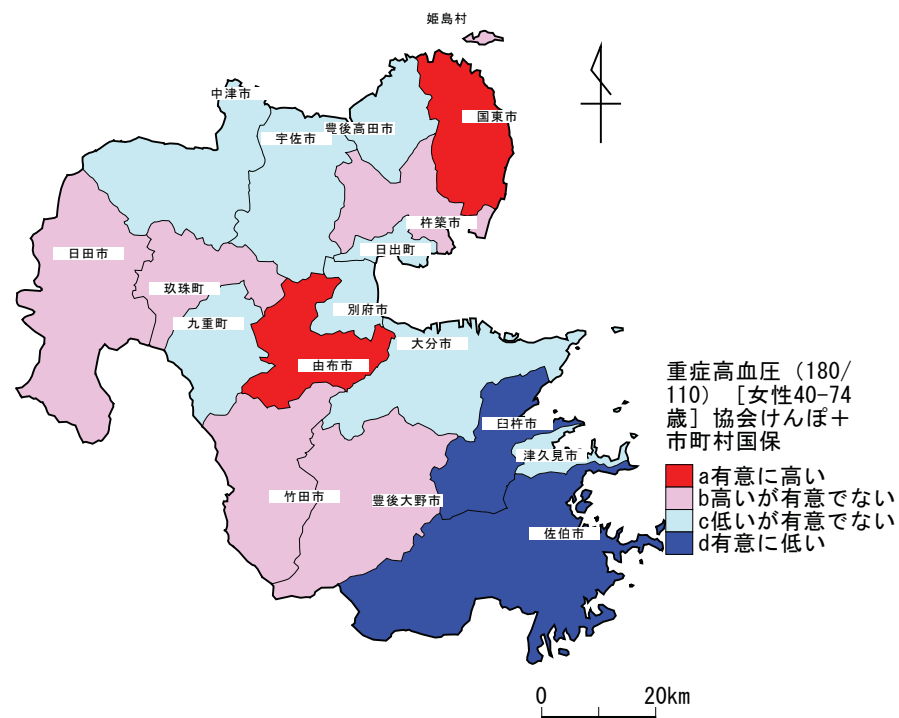 姫島村
中津市
国東市
豊後高田市
宇佐市
杵築市
日出町
日田市
玖珠町
別府市
九重町
大分市
由布市
重症高血圧（180/
110）［女性40-74
歳］協会けんぽ＋
市町村国保
臼杵市
津久見市
a有意に高い
b高いが有意でない
c低いが有意でない
d有意に低い
竹田市
豊後大野市
佐伯市
0 20km